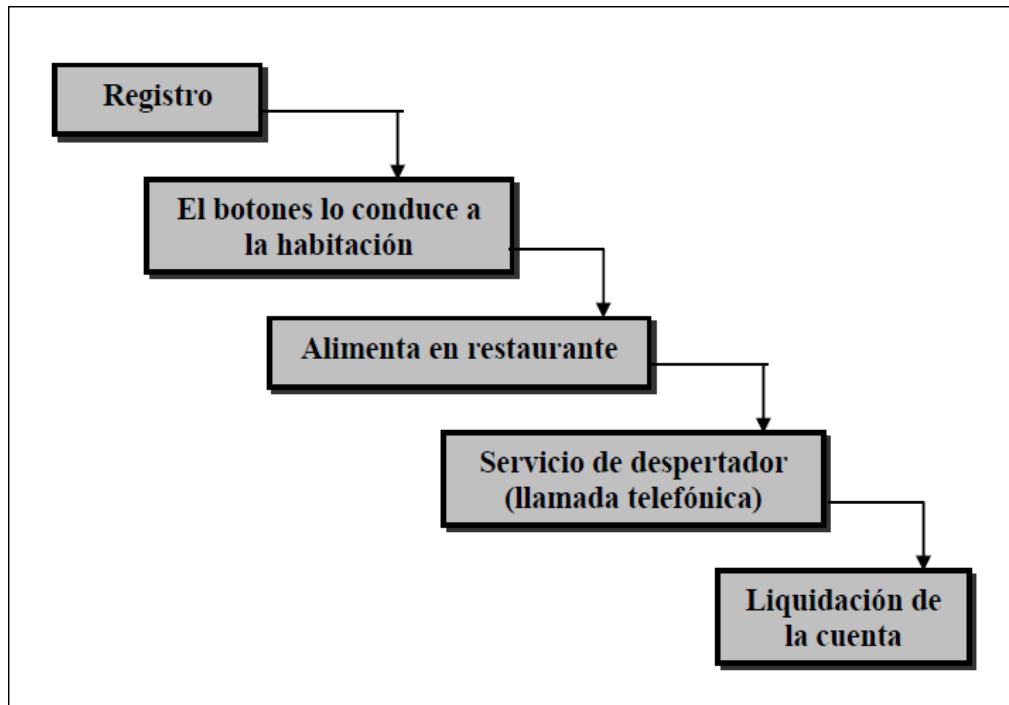 Registro
El botones lo conduce a
la habitación
Alimenta en restaurante
Servicio de despertador
(llamada telefónica)
Liquidación de
la cuenta